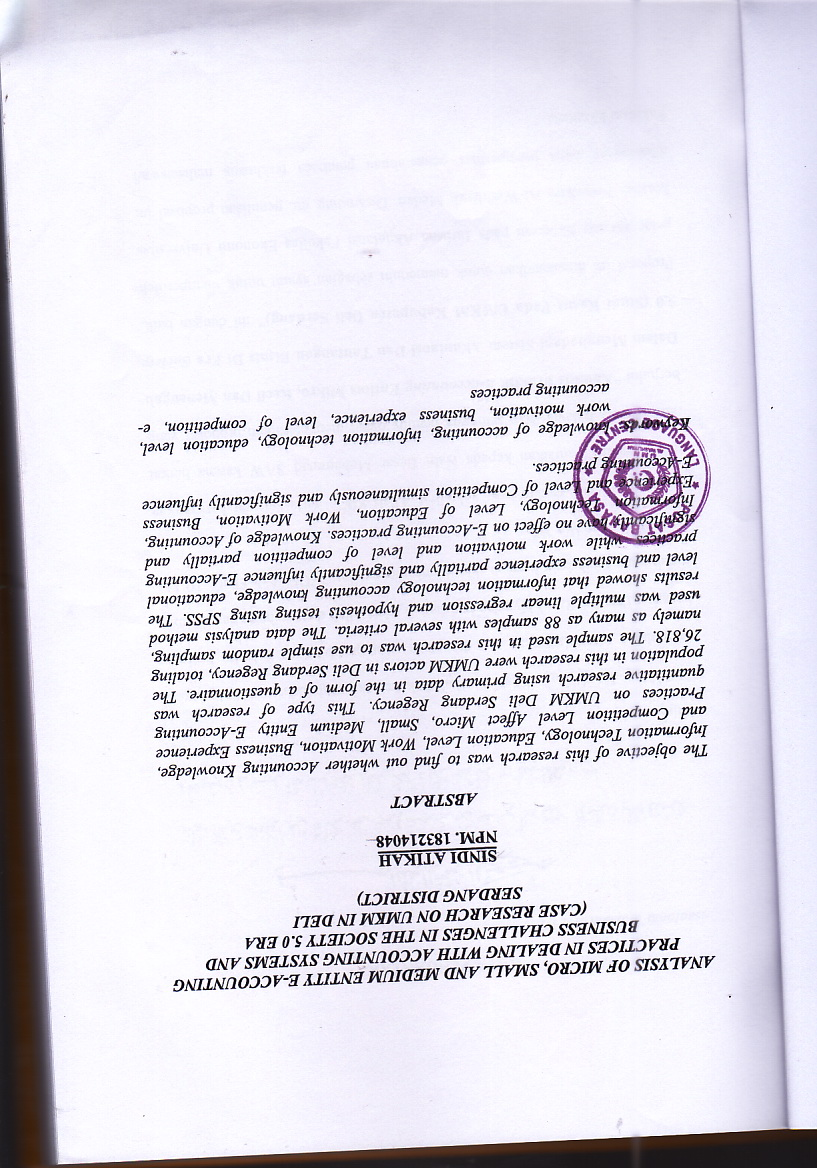 ANALYSIS OF MICRO, SMALL AND MEDIUM ENTITY E-ACCOUNTING
PRACTICES IN DEALING WITH ACCOUNTING SYSTEMS AND
BUSINESS CHALLENGES IN THE SOCIETY 5.0 ERA
(CASE RESEARCH ON UMKM IN DELI
SERDANG DISTRICT)
SINDI ATIKAH
NPM. 183214048
ABSTRACT
The objective of this research was to find out whether Accounting Knowledge,
Information Technology, Education Level, Work Motivation, Business Experience
and Competition Level Affect Micro, Small, Medium Entity E-Accounting
Practices on UMKM Deli Serdang Regency. This type of research was
quantitative research using primary data in the form of a questionnaire. The
population in this research were UMKM actors in Deli Serdang Regency, totaling
26,818. The sample used in this research was to use simple random sampling,
namely as many as 88 samples with several criteria. The data analysis method
used was multiple linear regression and hypothesis testing using SPSS. The
results showed that information technology accounting knowledge, educational
level and business experience partially and significantly influence E-Accounting
practices while work motivation and level of competition partially and
significantly have no effect on E-Accounting practices. Knowledge of Accounting,
Information Technology, Level of Education, Work Motivation, Business
Experience and Level of Competition simultaneously and significantly influence
E-Accounting practices.
Keywords: knowledge of accounting, information technology, education level,
work motivation, business experience, level of competition, e-
accounting practices
PUSAT BAHASA
LANGUAGE CENTRE